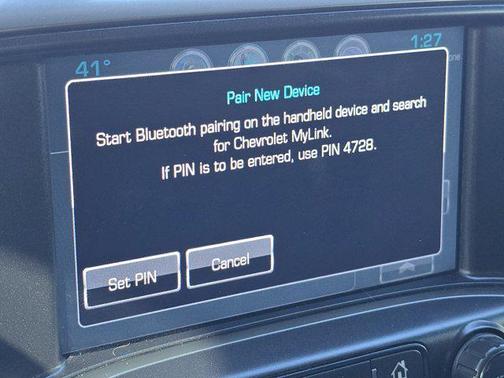 41°
1:27
Pair New Device
Start Bluetooth pairing on the handheld device and search
for Chevrolet MyLink.
If PIN is to be entered, use PIN 4728.
Set PIN
Cancel